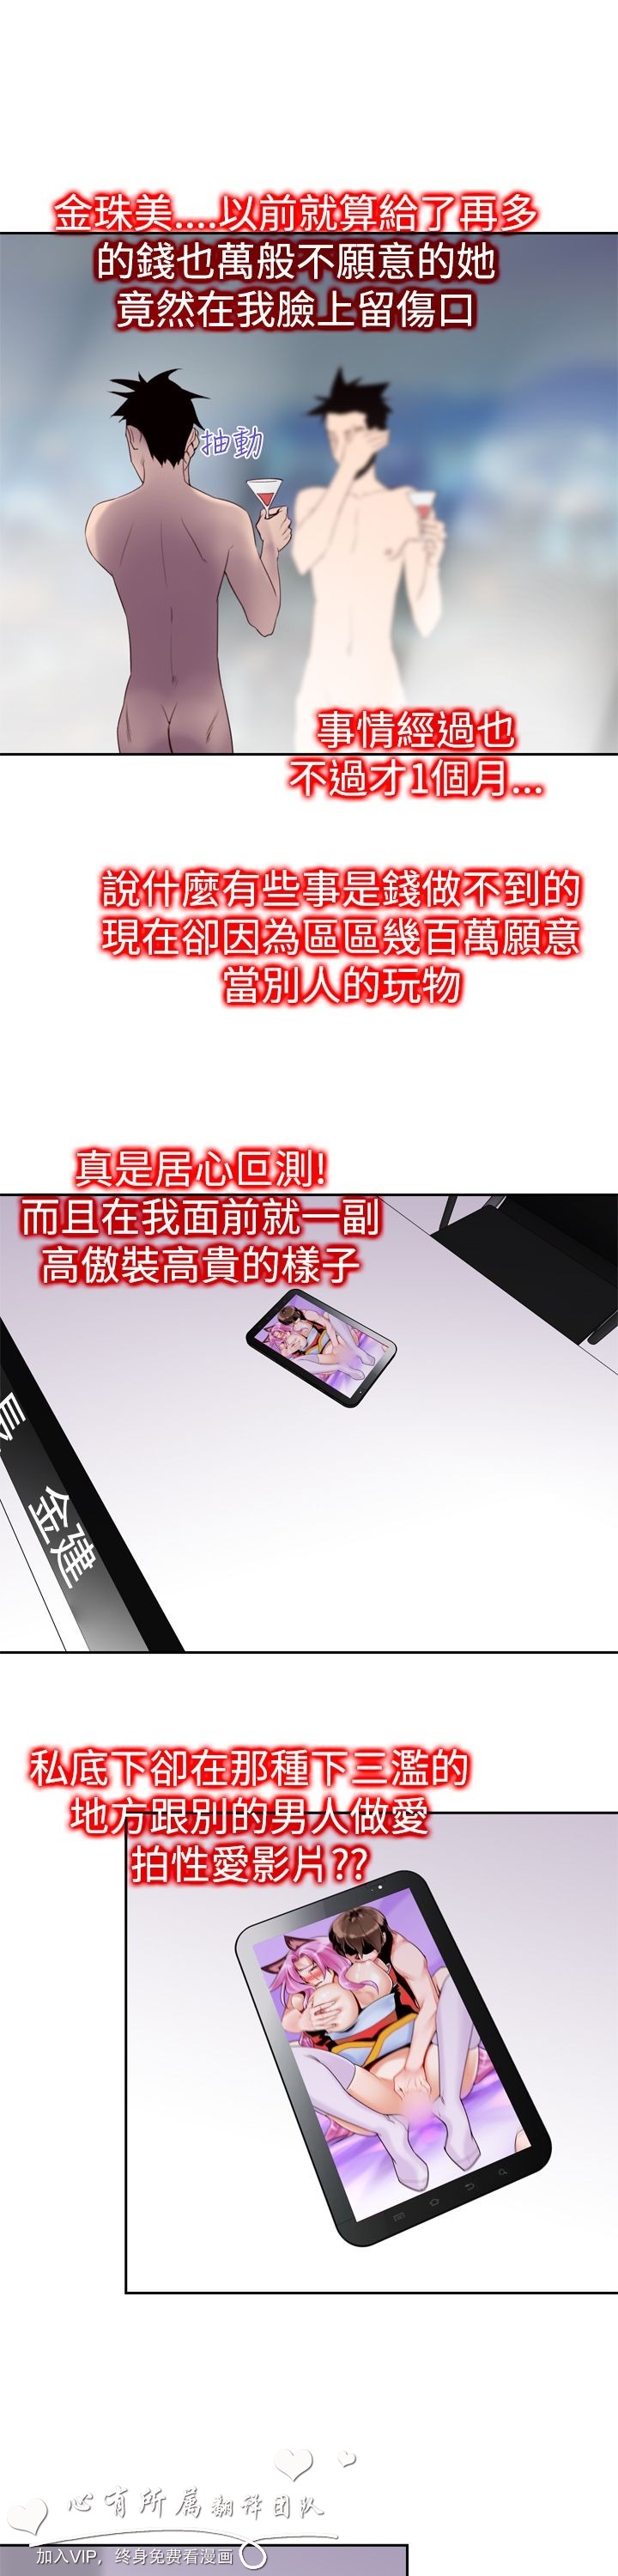 金珠美....以前就算給了再多
的錢也萬般不願意的她
竟然在我臉上留傷口
抽動
事情經過也
不過才1個月...
說什麼有些事是錢做不到的
現在卻因為區區幾百萬願意
當別人的玩物
真是居心叵測!
而且在我面前就一副
高傲裝高貴的樣子
長 金建
私底下卻在那種下三濫的
地方跟別的男人做愛
拍性愛影片??
心有所属翻译团队
加入VIP，终身免费看漫画